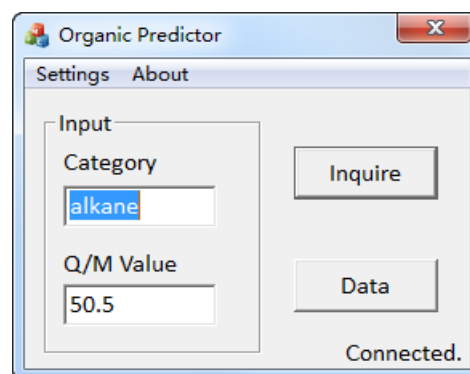 Organic Predictor
Settings About
Input
Category
alkane
Q/M Value
50.5
Inquire
Data
Connected.